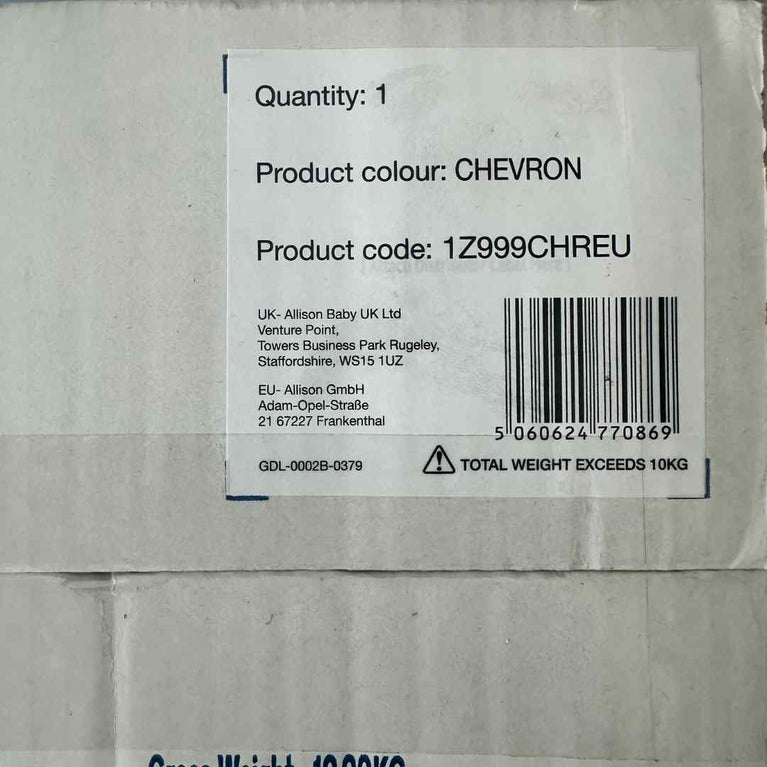 Quantity: 1
Product colour: CHEVRON
Product code: 1Z999CHREU
UK- Allison Baby UK Ltd
Venture Point,
Towers Business Park Rugeley,
Staffordshire, WS15 1UZ
EU- Allison GmbH
Adam-Opel-Straße
21 67227 Frankenthal
5 060624 770869
GDL-0002B-0379
TOTAL WEIGHT EXCEEDS 10KG
Gross Weight